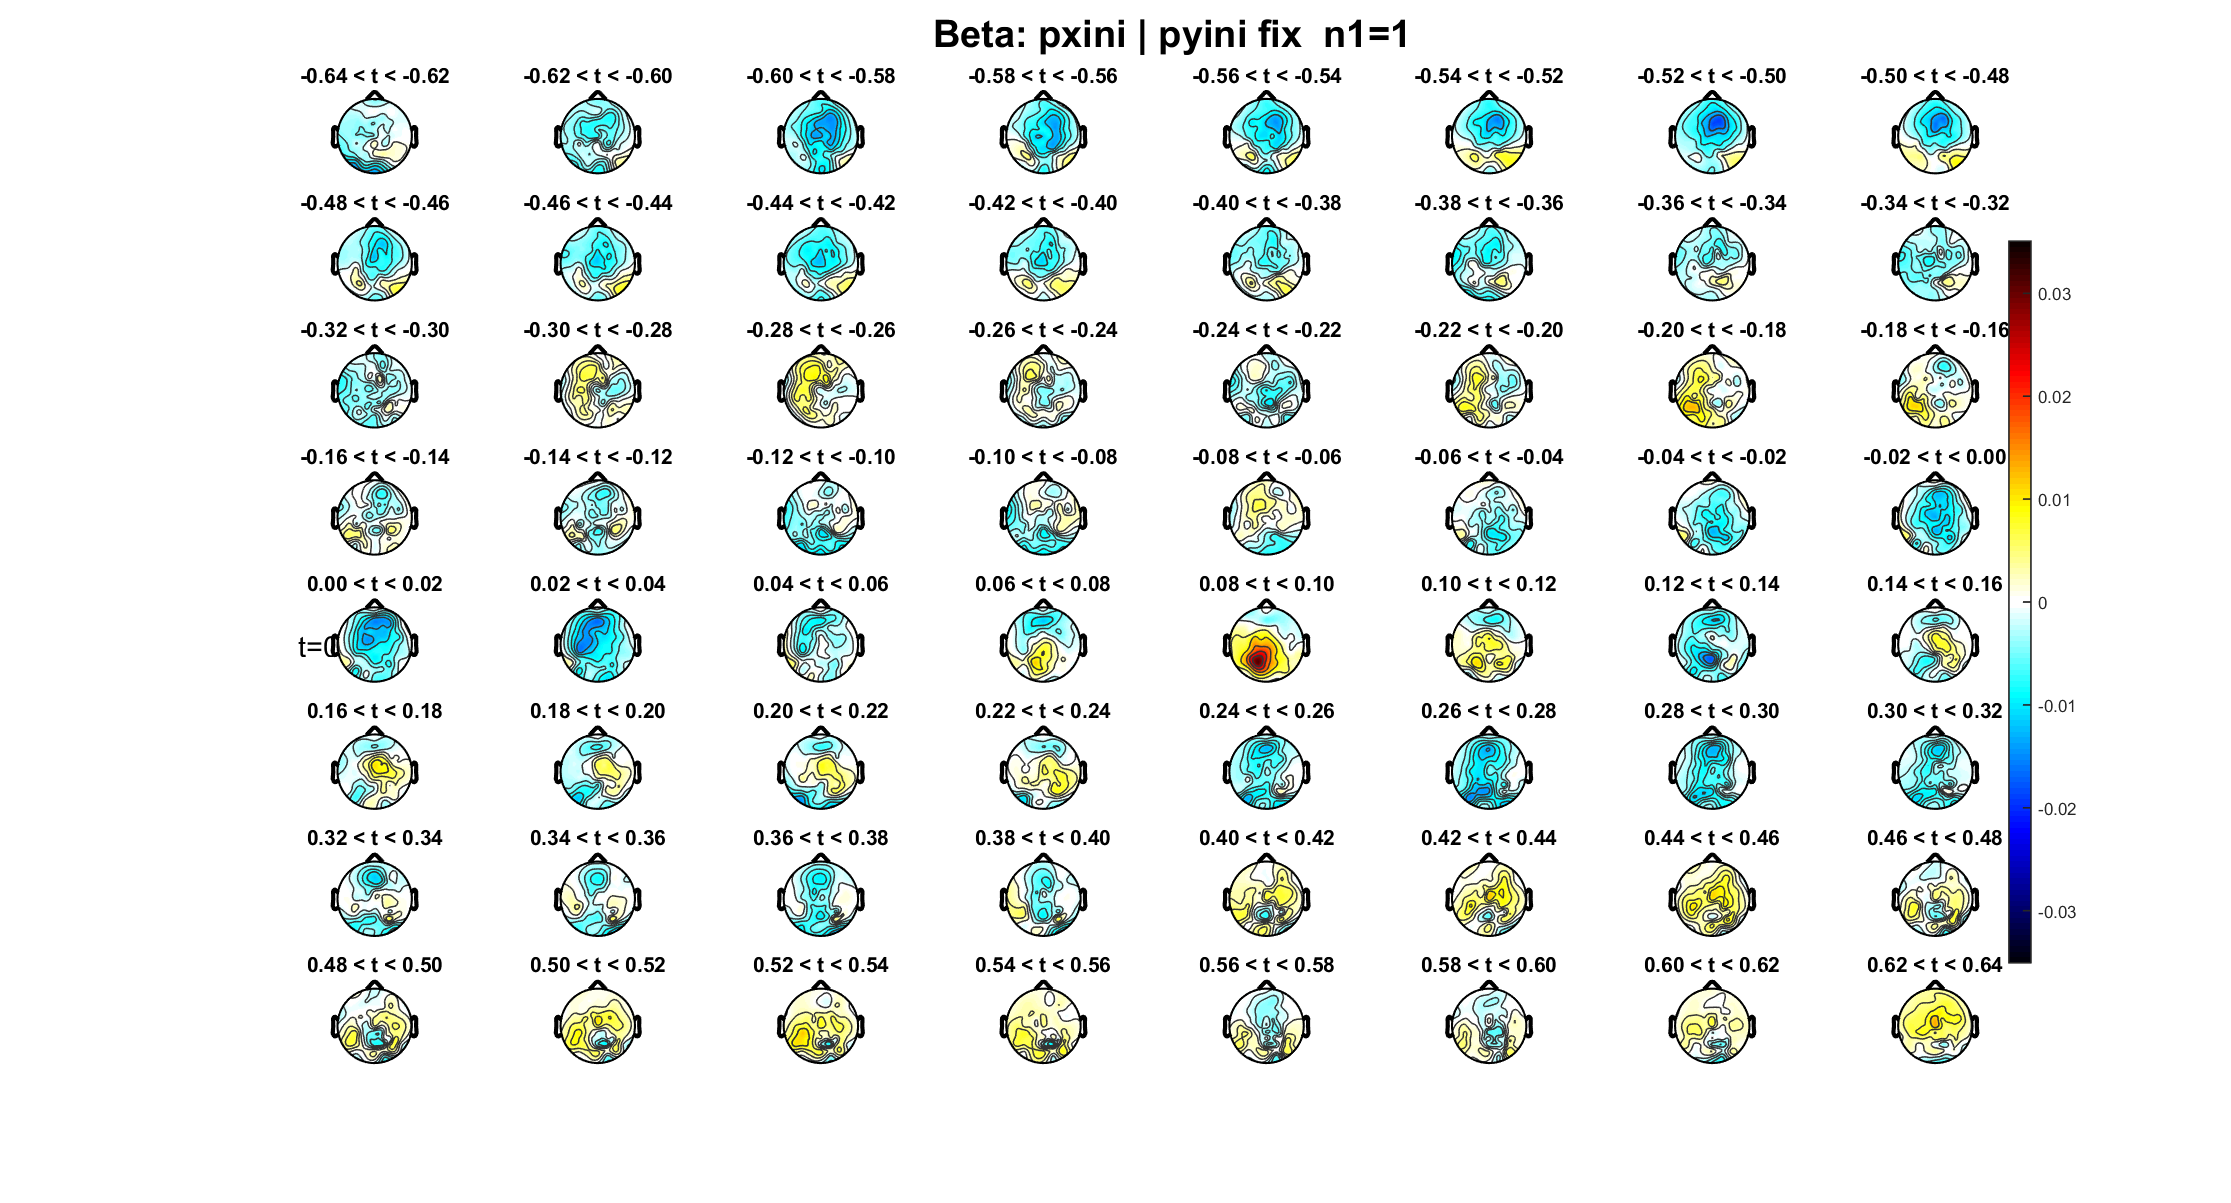 Beta: pxini | pyini fix  n1=1
-0.64 < t < -0.62 -0.62 < t < -0.60 -0.60 < t < -0.58 -0.58 < t < -0.56 -0.56 < t < -0.54 -0.54 < t < -0.52 -0.52 < t < -0.50 -0.50 < t < -0.48
-0.48 < t < -0.46 -0.46 < t < -0.44 -0.44 < t < -0.42 -0.42 < t < -0.40 -0.40 < t < -0.38 -0.38 < t < -0.36 -0.36 < t < -0.34 -0.34 < t < -0.32
-0.32 < t < -0.30 -0.30 < t < -0.28 -0.28 < t < -0.26 -0.26 < t < -0.24 -0.24 < t < -0.22 -0.22 < t < -0.20 -0.20 < t < -0.18 -0.18 < t < -0.16
-0.16 < t < -0.14 -0.14 < t < -0.12 -0.12 < t < -0.10 -0.10 < t < -0.08 -0.08 < t < -0.06 -0.06 < t < -0.04 -0.04 < t < -0.02 -0.02 < t < 0.00
0.00 < t < 0.02 0.02 < t < 0.04 0.04 < t < 0.06 0.06 < t < 0.08 0.08 < t < 0.10 0.10 < t < 0.12 0.12 < t < 0.14 0.14 < t < 0.16
t=0
0.16 < t < 0.18 0.18 < t < 0.20 0.20 < t < 0.22 0.22 < t < 0.24 0.24 < t < 0.26 0.26 < t < 0.28 0.28 < t < 0.30 0.30 < t < 0.32
0.32 < t < 0.34 0.34 < t < 0.36 0.36 < t < 0.38 0.38 < t < 0.40 0.40 < t < 0.42 0.42 < t < 0.44 0.44 < t < 0.46 0.46 < t < 0.48
0.48 < t < 0.50 0.50 < t < 0.52 0.52 < t < 0.54 0.54 < t < 0.56 0.56 < t < 0.58 0.58 < t < 0.60 0.60 < t < 0.62 0.62 < t < 0.64
0.03
0.02
0.01
0
-0.01
-0.02
-0.03